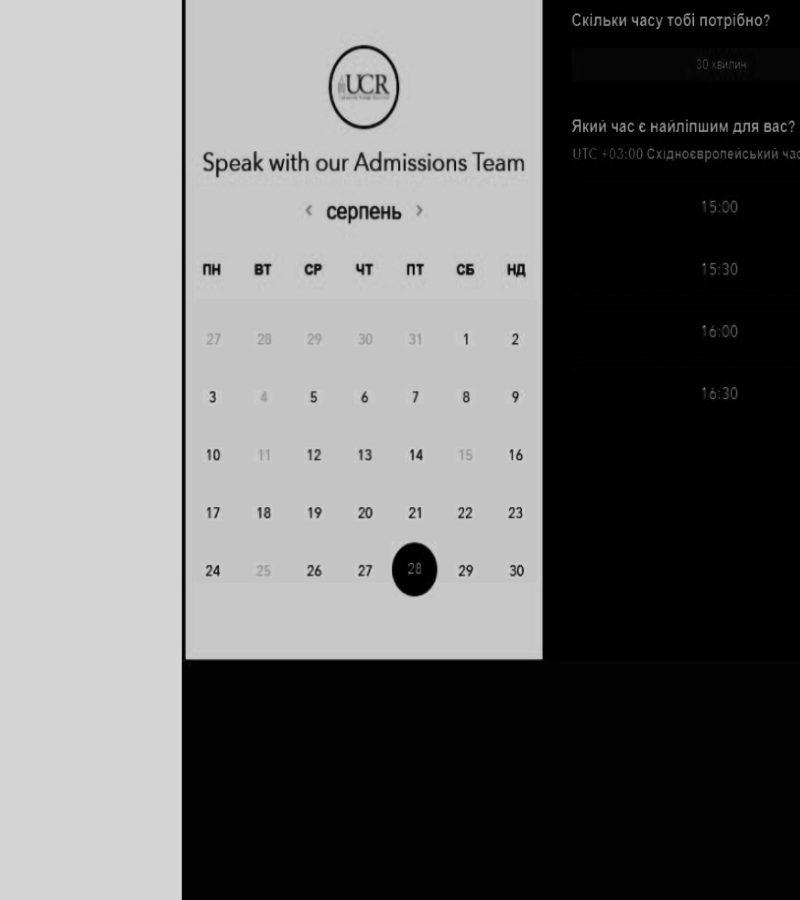 UCR
Speak with our Admissions Team
‹ серпень ›
ПН ВТ СР ЧТ ПТ СБ НД
27 28 29 30 31 1 2
3 4 5 6 7 8 9
10 11 12 13 14 15 16
17 18 19 20 21 22 23
24 25 26 27 28 29 30
Скільки часу тобі потрібно?
30 хвилин
Який час є найліпшим для вас?
UTC +03:00 Східноєвропейський час
15:00
15:30
16:00
16:30